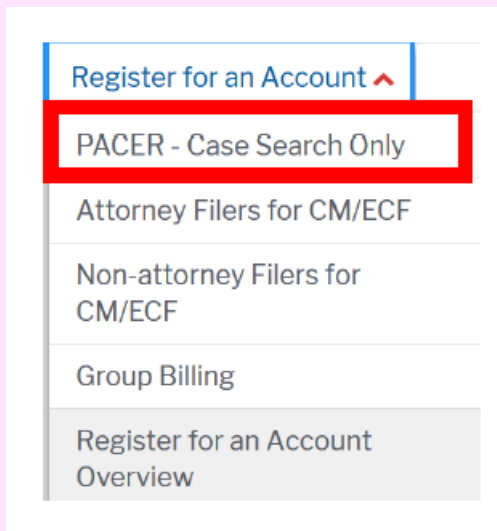 Register for an Account
PACER - Case Search Only
Attorney Filers for CM/ECF
Non-attorney Filers for
CM/ECF
Group Billing
Register for an Account
Overview